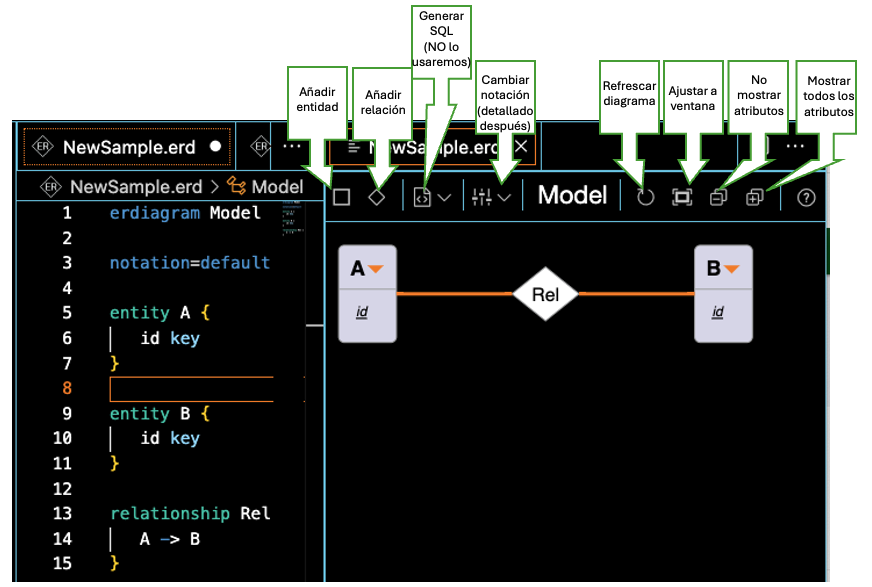 Generar
SQL
(NO lo
usaremos)
Añadir
entidad
Añadir
relación
Cambiar
notación
(detallado
después)
Refrescar
diagrama
Ajustar a
ventana
No
mostrar
atributos
Mostrar
todos los
atributos
ER NewSample.erd
ER ...
NewSample.erd
...
ER NewSample.erd > Model
Model
1 erdiagram Model
2
3 notation=default
4
5 entity A {
6 id key
7 }
8
9 entity B {
10 id key
11 }
12
13 relationship Rel
14 A -> B
15 }
A
id
Rel
B
id